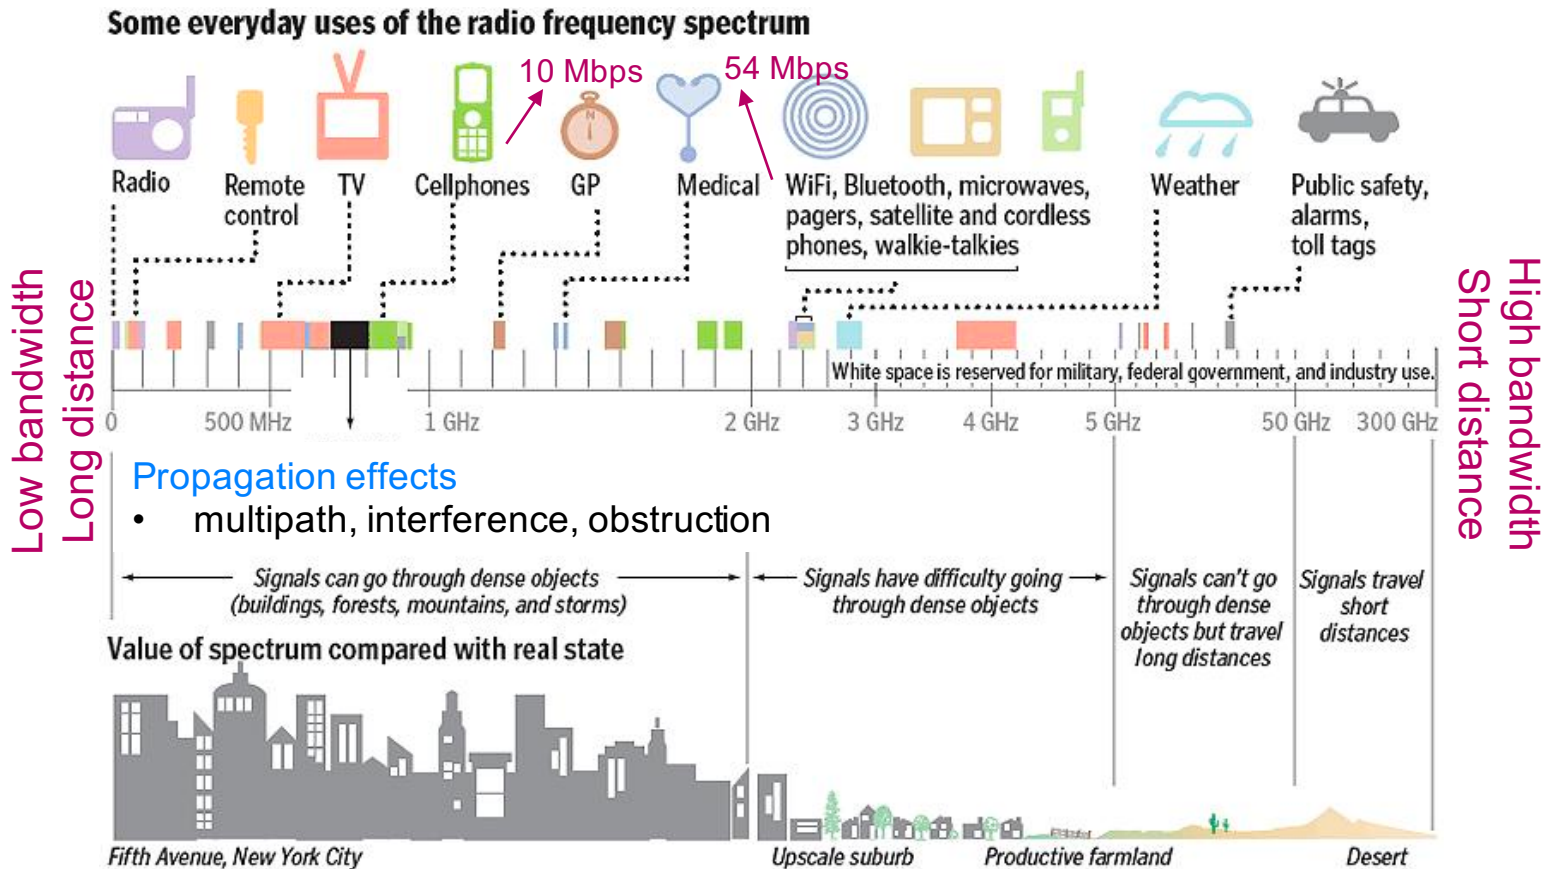 Some everyday uses of the radio frequency spectrum
10 Mbps
54 Mbps
N
Radio
Remote
control
TV
Cellphones
GP
Medical
WiFi, Bluetooth, microwaves,
pagers, satellite and cordless
phones, walkie-talkies
Weather
Public safety,
alarms,
toll tags
Low bandwidth
Long distance
High bandwidth
Short distance
White space is reserved for military, federal government, and industry use.
0
500 MHz
1 GHz
2 GHz
3 GHz
4 GHz
5 GHz
50 GHz
300 GHz
Propagation effects
• multipath, interference, obstruction
Signals can go through dense objects
(buildings, forests, mountains, and storms)
Signals have difficulty going
through dense objects
Signals can't go
through dense
objects but travel
long distances
Signals travel
short
distances
Value of spectrum compared with real state
Fifth Avenue, New York City
Upscale suburb
Productive farmland
Desert